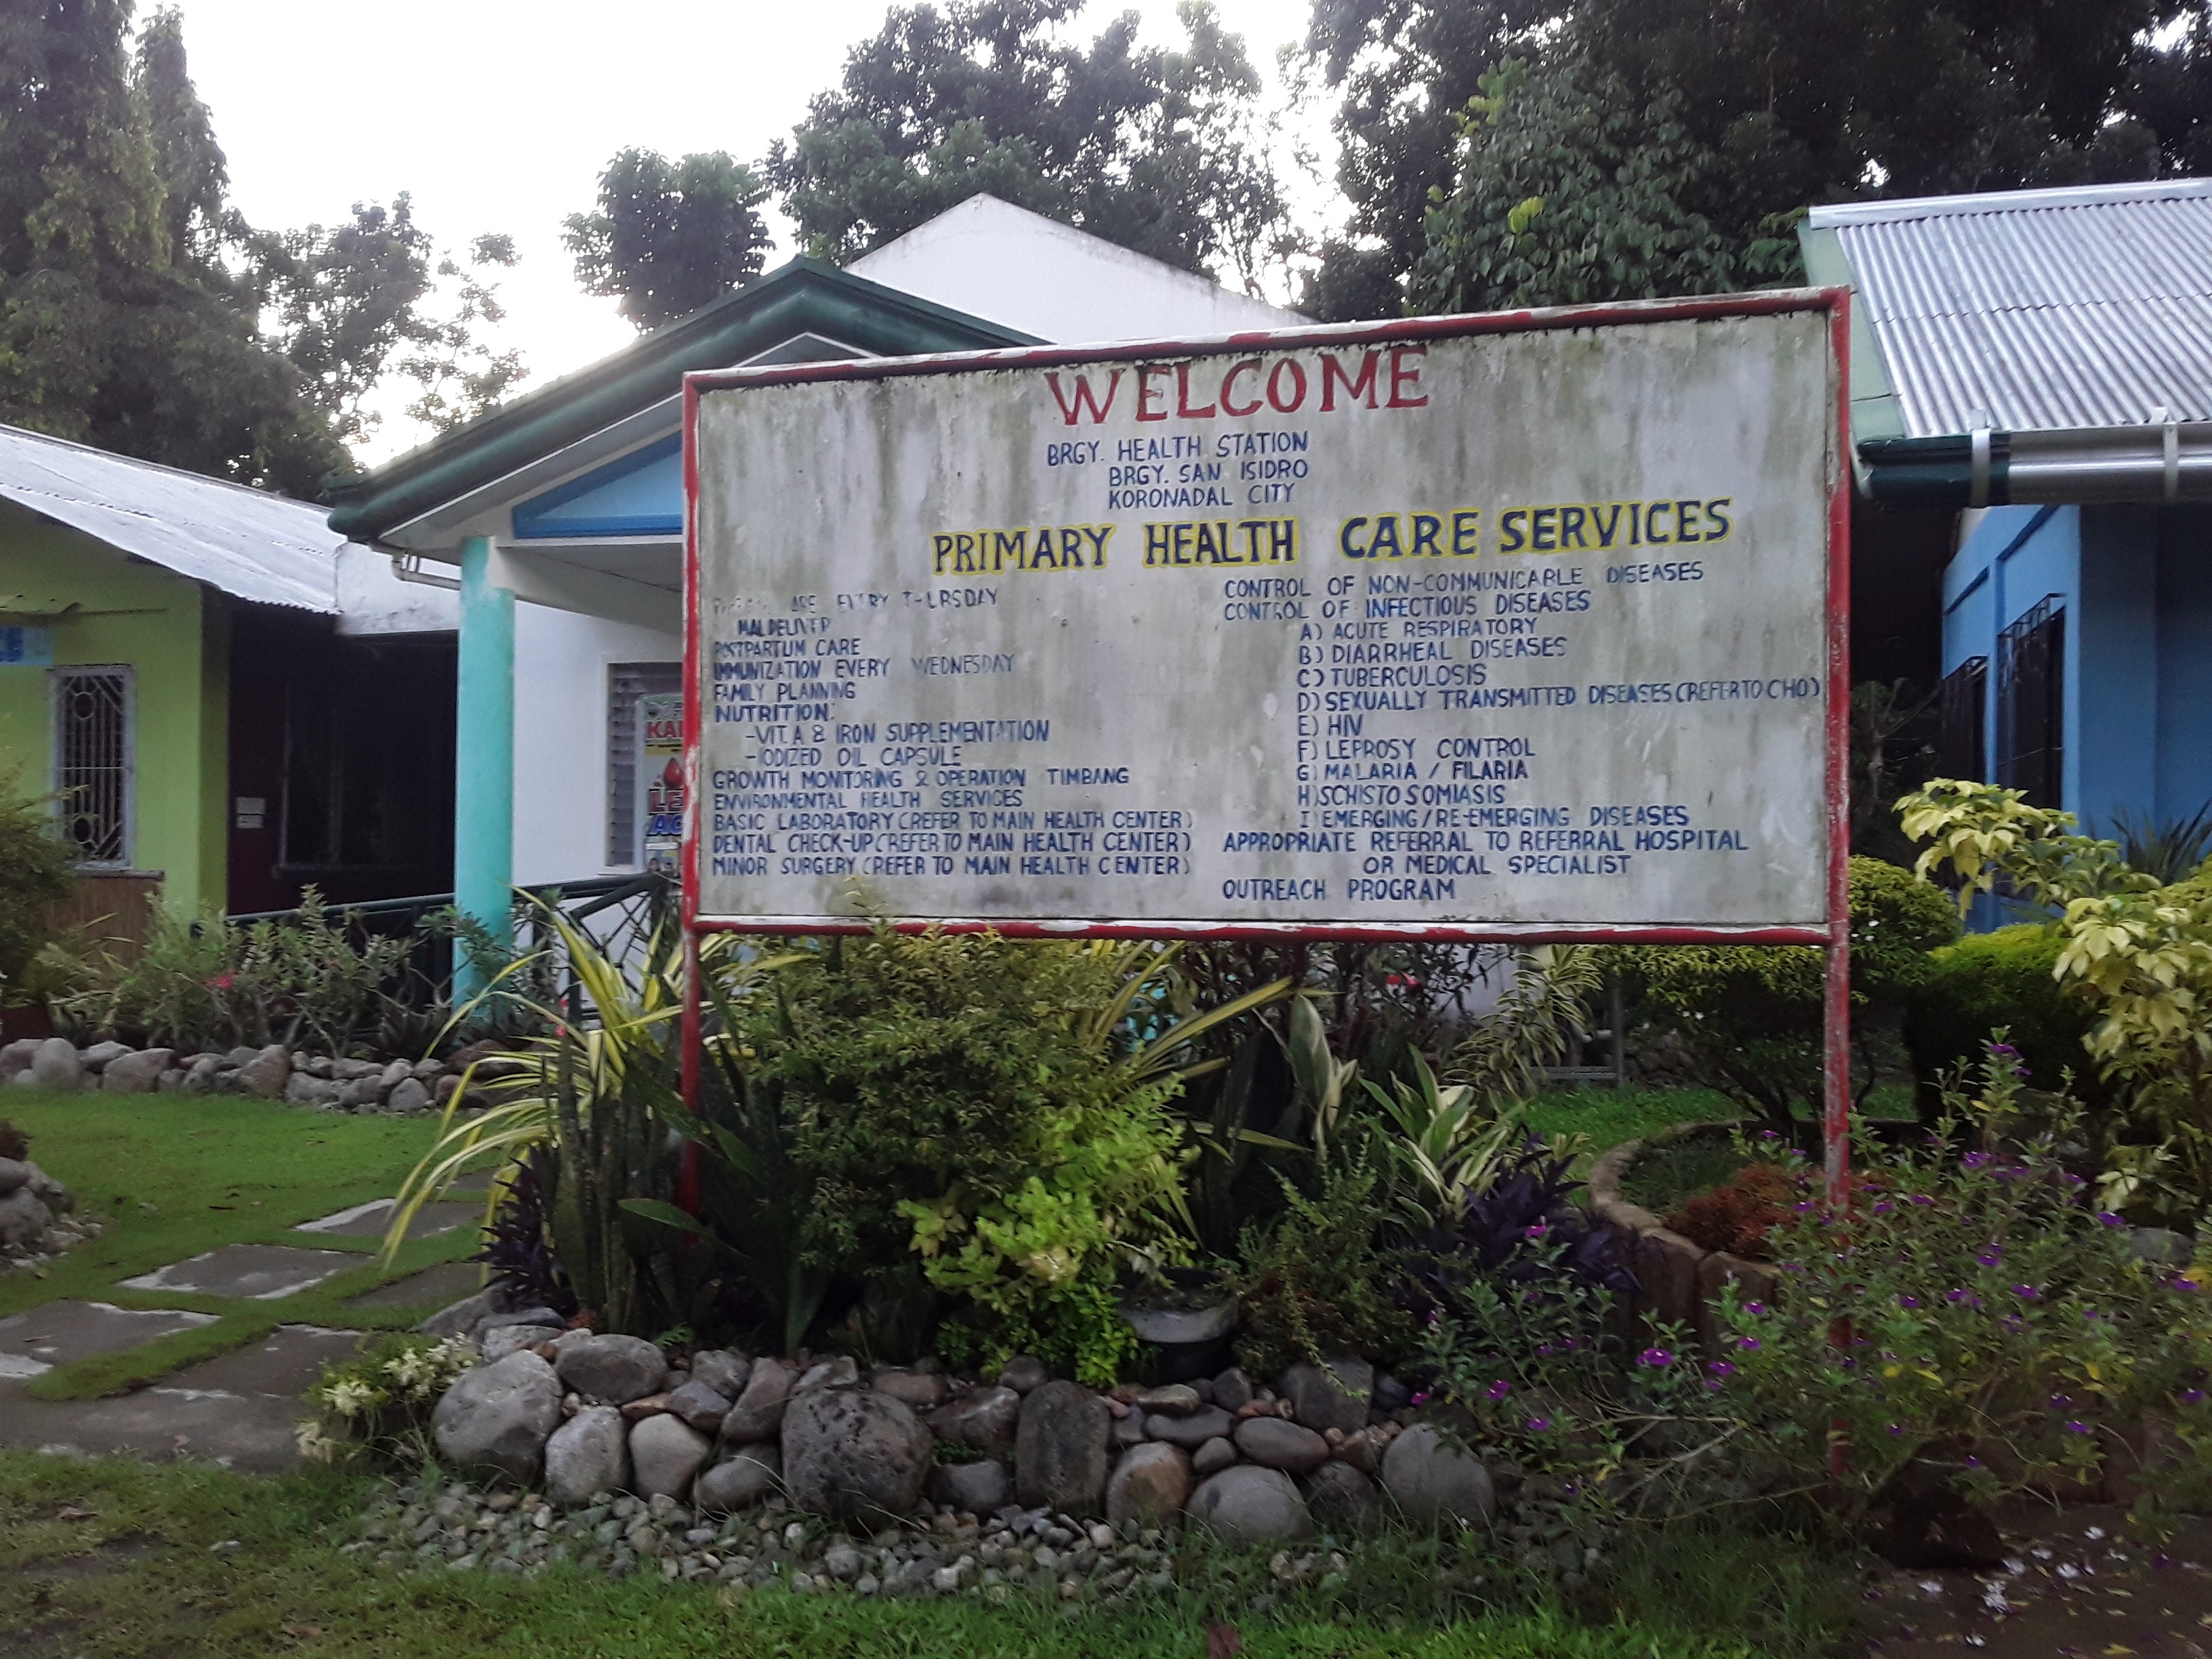 WELCOME
BRGY. HEALTH STATION
BRGY. SAN ISIDRO
KORONADAL CITY
PRIMARY HEALTH CARE SERVICES
EVERY THURSDAY
POSTPARTUM CARE
IMMUNIZATION EVERY WEDNESDAY
FAMILY PLANNING
NUTRITION:
-VIT. A & IRON SUPPLEMENTATION
-IODIZED OIL CAPSULE
GROWTH MONITORING & OPERATION TIMBANG
ENVIRONMENTAL HEALTH SERVICES
BASIC LABORATORY (REFER TO MAIN HEALTH CENTER)
DENTAL CHECK-UP (REFER TO MAIN HEALTH CENTER)
MINOR SURGERY (REFER TO MAIN HEALTH CENTER)
CONTROL OF NON-COMMUNICABLE DISEASES
CONTROL OF INFECTIOUS DISEASES
A) ACUTE RESPIRATORY
B) DIARRHEAL DISEASES
C) TUBERCULOSIS
D) SEXUALLY TRANSMITTED DISEASES (REFER TO CHO)
E) HIV
F) LEPROSY CONTROL
G) MALARIA / FILARIA
H) SCHISTOSOMIASIS
I) EMERGING/RE-EMERGING DISEASES
APPROPRIATE REFERRAL TO REFERRAL HOSPITAL
OR MEDICAL SPECIALIST
OUTREACH PROGRAM